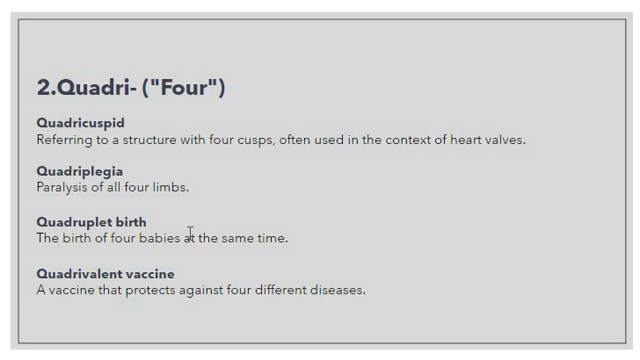 2.Quadri- ("Four")
Quadricuspid
Referring to a structure with four cusps, often used in the context of heart valves.
Quadriplegia
Paralysis of all four limbs.
Quadruplet birth
The birth of four babies at the same time.
Quadrivalent vaccine
A vaccine that protects against four different diseases.